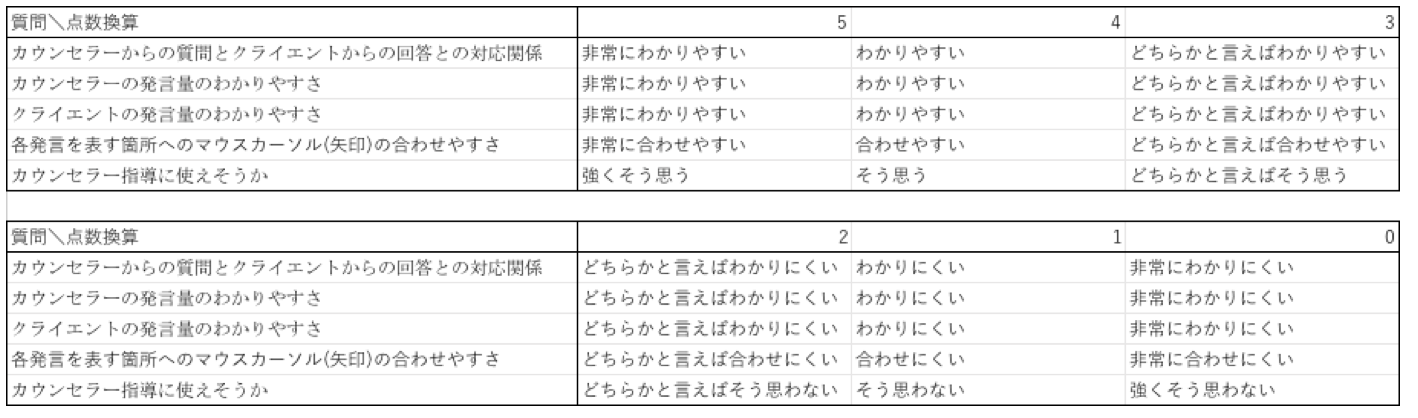 質問＼点数換算 5 4 3
カウンセラーからの質問とクライエントからの回答との対応関係 非常にわかりやすい わかりやすい どちらかと言えばわかりやすい
カウンセラーの発言量のわかりやすさ 非常にわかりやすい わかりやすい どちらかと言えばわかりやすい
クライエントの発言量のわかりやすさ 非常にわかりやすい わかりやすい どちらかと言えばわかりやすい
各発言を表す箇所へのマウスカーソル(矢印)の合わせやすさ 非常に合わせやすい 合わせやすい どちらかと言えば合わせやすい
カウンセラー指導に使えそうか 強くそう思う そう思う どちらかと言えばそう思う
質問＼点数換算 2 1 0
カウンセラーからの質問とクライエントからの回答との対応関係 どちらかと言えばわかりにくい わかりにくい 非常にわかりにくい
カウンセラーの発言量のわかりやすさ どちらかと言えばわかりにくい わかりにくい 非常にわかりにくい
クライエントの発言量のわかりやすさ どちらかと言えばわかりにくい わかりにくい 非常にわかりにくい
各発言を表す箇所へのマウスカーソル(矢印)の合わせやすさ どちらかと言えば合わせにくい 合わせにくい 非常に合わせにくい
カウンセラー指導に使えそうか どちらかと言えばそう思わない そう思わない 強くそう思わない